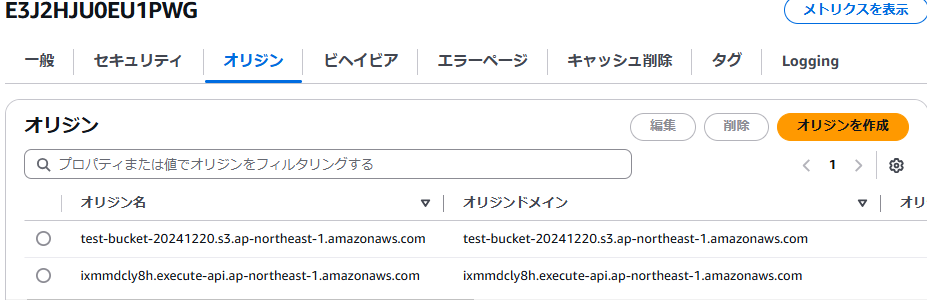 E3J2HJU0EU1PWG
メトリクスを表示
一般 セキュリティ オリジン ビヘイビア エラーページ キャッシュ削除 タグ Logging
オリジン 編集 削除 オリジンを作成
プロパティまたは値でオリジンをフィルタリングする 1
オリジン名 オリジンドメイン オリ
test-bucket-20241220.s3.ap-northeast-1.amazonaws.com test-bucket-20241220.s3.ap-northeast-1.amazonaws.com
ixmmdcly8h.execute-api.ap-northeast-1.amazonaws.com ixmmdcly8h.execute-api.ap-northeast-1.amazonaws.com